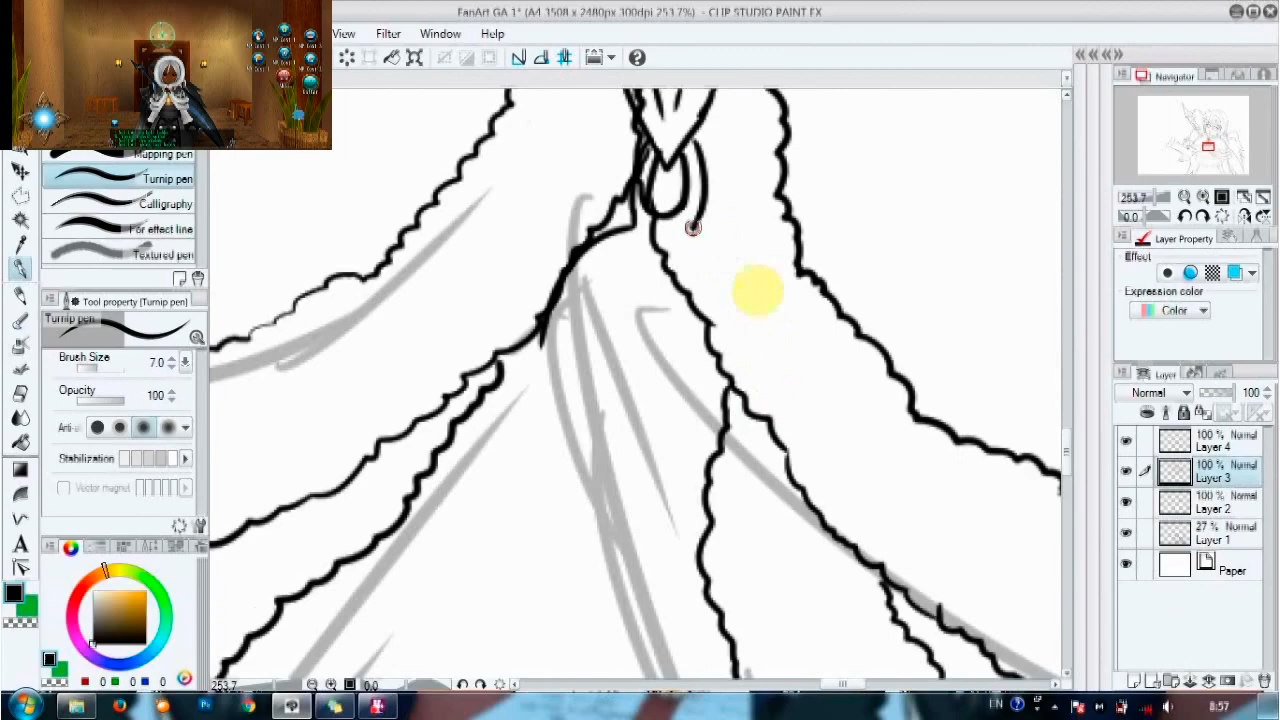 FanArt GA 1* (A4 3508 x 2480px 300dpi 253.7%) - CLIP STUDIO PAINT EX
View Filter Window Help
Mapping pen
Turnip pen
Calligraphy
For effect line
Textured pen
Tool property [Turnip pen]
Turnip pen
Brush Size 7.0
Opacity 100
Anti-
Stabilization
Vector magnet
0 0 0
253.7 0.0
Navigator
253.7
0.0
Layer Property
Effect
Expression color
Color
Layer
Normal 100
100 % Normal
Layer 4
100 % Normal
Layer 3
100 % Normal
Layer 2
27 % Normal
Layer 1
Paper
EN 8:57